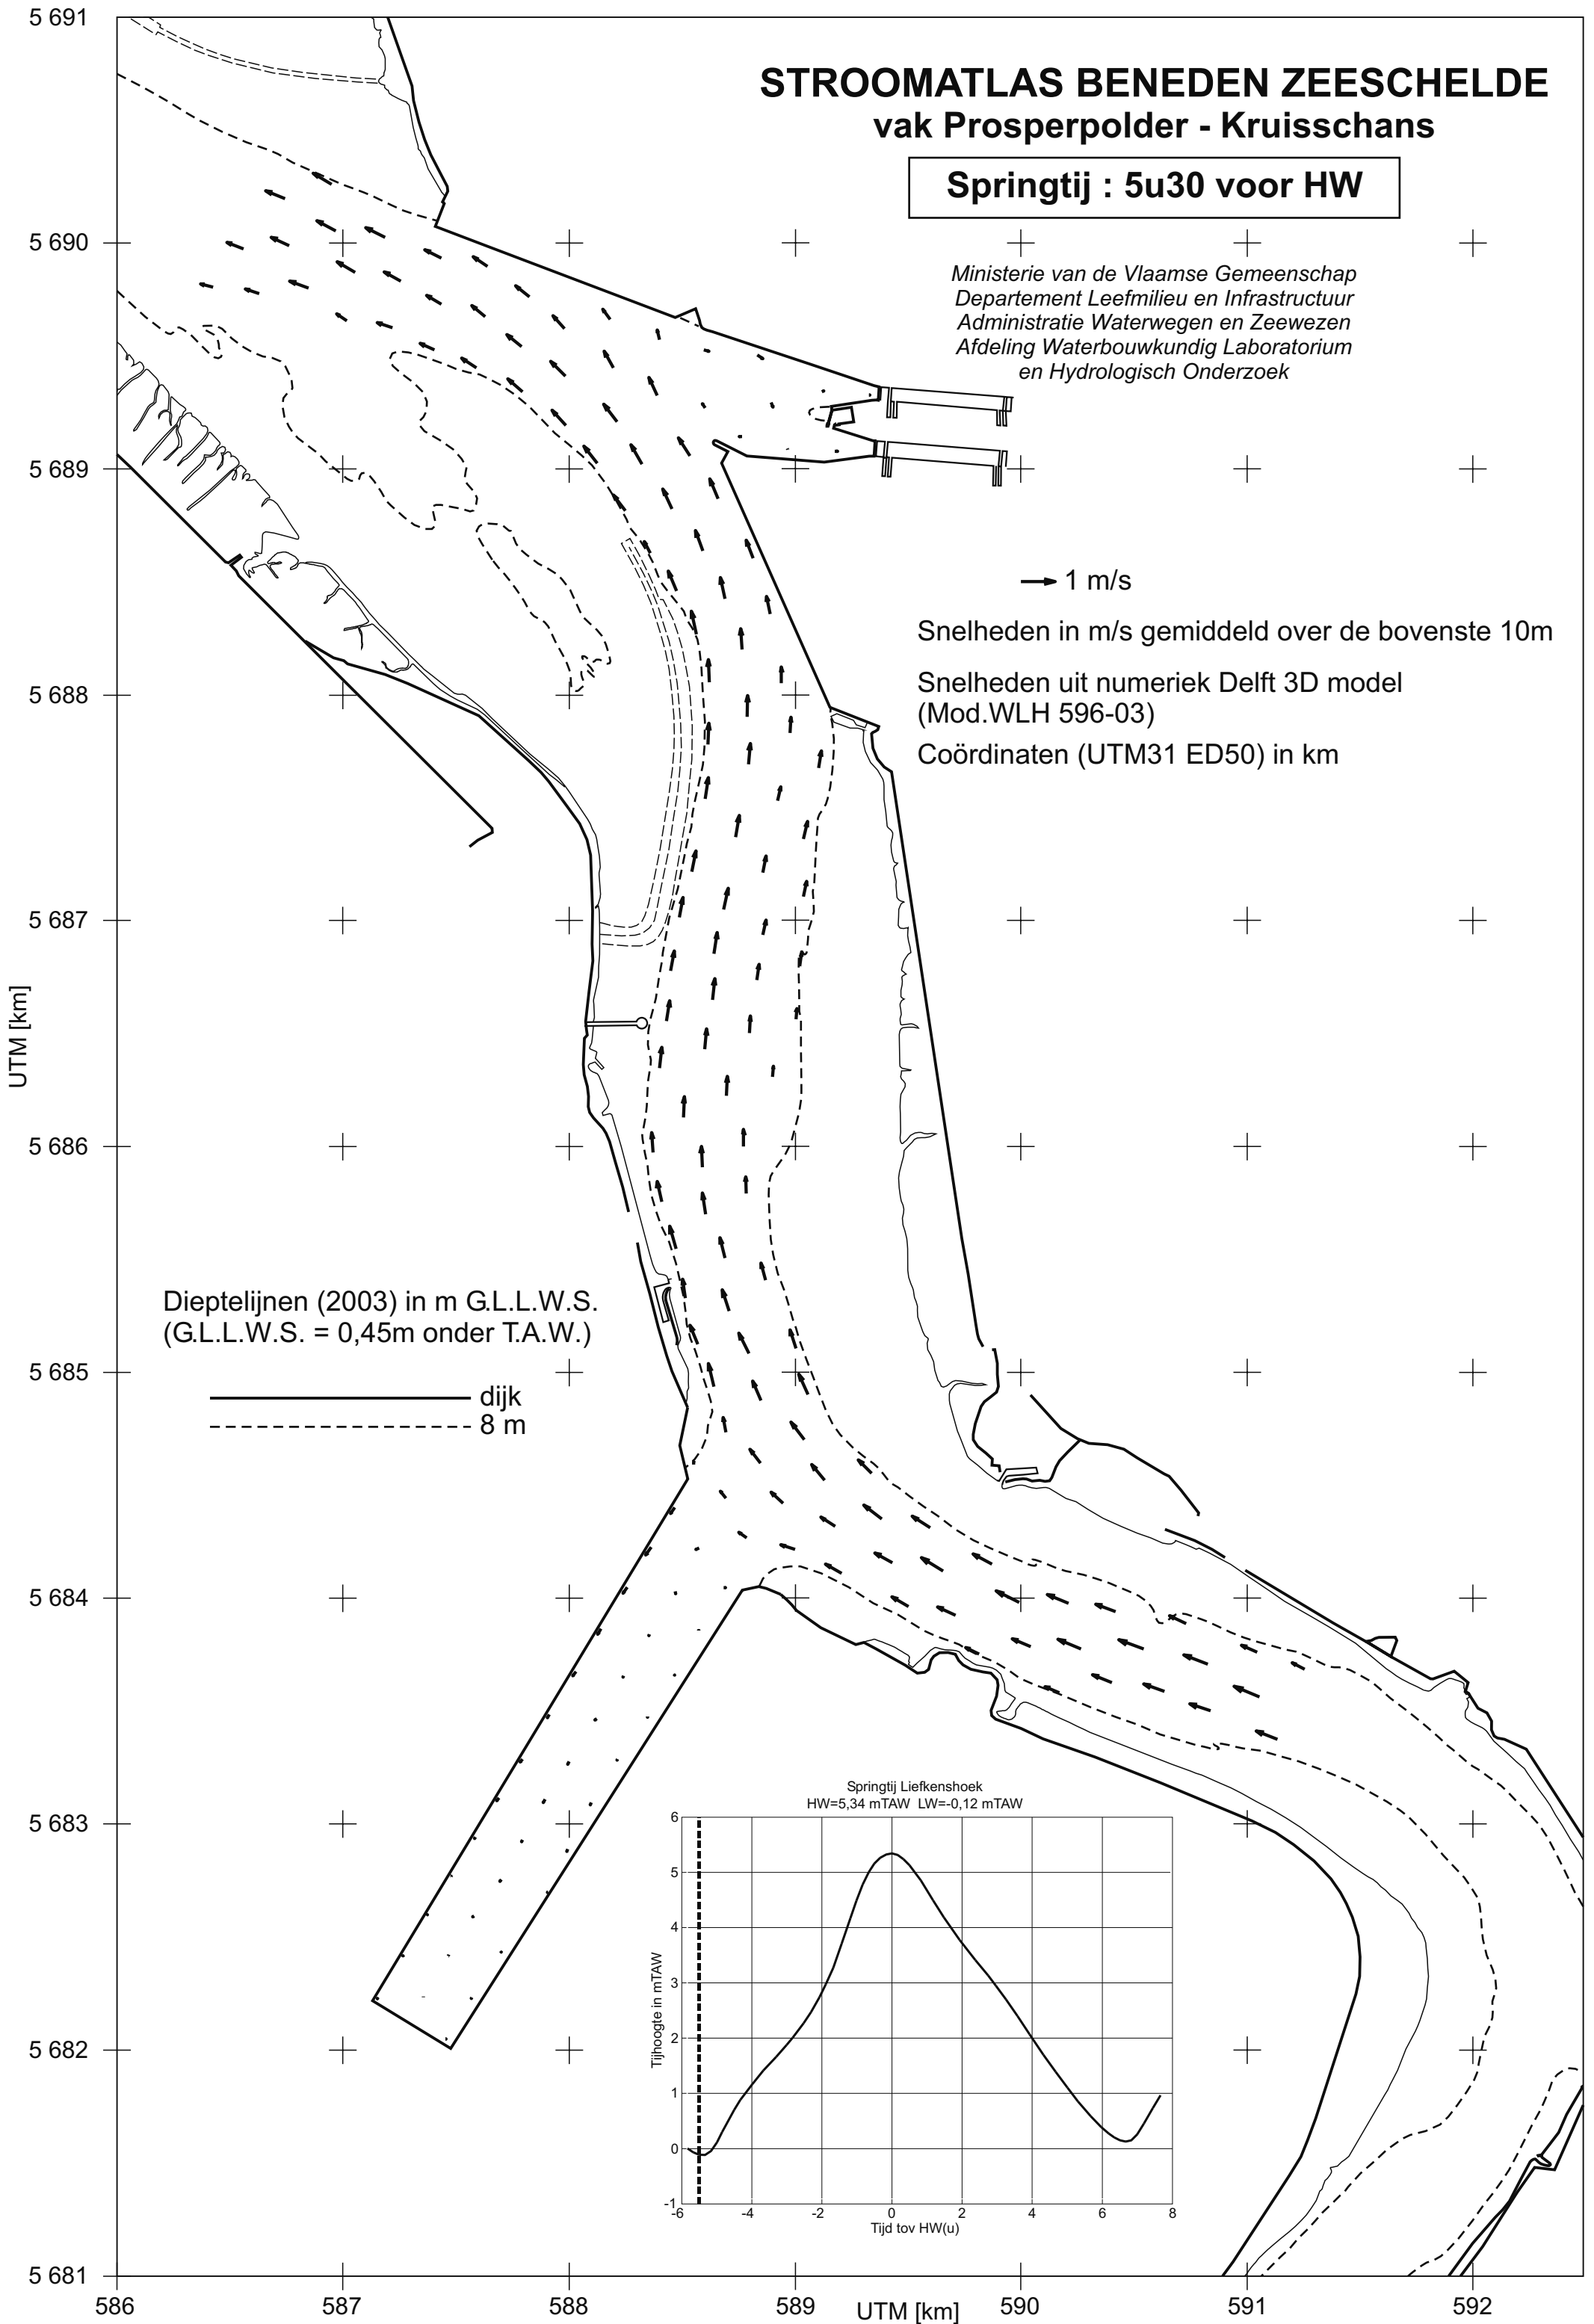 STROOMATLAS BENEDEN ZEESCHELDE
vak Prosperpolder - Kruisschans
Springtij : 5u30 voor HW
Ministerie van de Vlaamse Gemeenschap
Departement Leefmilieu en Infrastructuur
Administratie Waterwegen en Zeewezen
Afdeling Waterbouwkundig Laboratorium
en Hydrologisch Onderzoek
1 m/s
Snelheden in m/s gemiddeld over de bovenste 10m
Snelheden uit numeriek Delft 3D model
(Mod.WLH 596-03)
Coördinaten (UTM31 ED50) in km
Dieptelijnen (2003) in m G.L.L.W.S.
(G.L.L.W.S. = 0,45m onder T.A.W.)
dijk
8 m
5 691
5 690
5 689
5 688
5 687
5 686
5 685
5 684
5 683
5 682
5 681
UTM [km]
Springtij Liefkenshoek
HW=5,34 mTAW LW=-0,12 mTAW
6
5
4
3
2
1
0
-1
Tijhoogte in mTAW
-6 -4 -2 0 2 4 6 8
Tijd tov HW(u)
586 587 588 589 590 591 592
UTM [km]